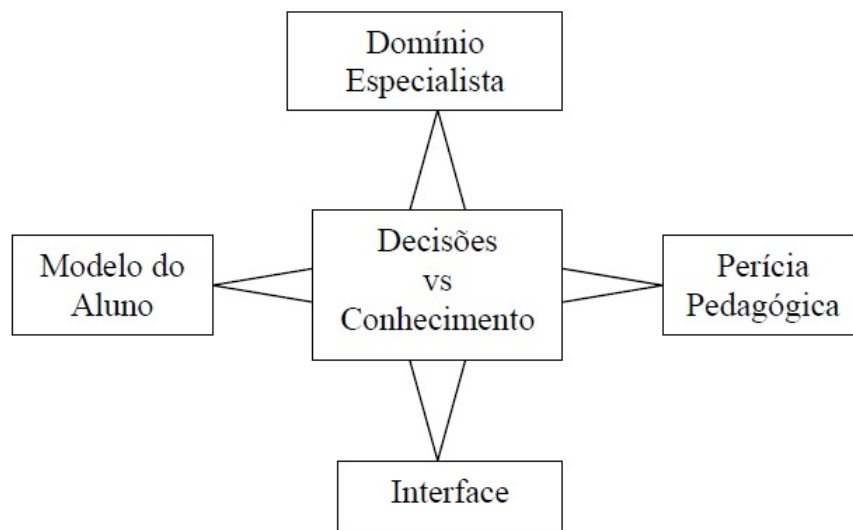 Domínio
Especialista
Modelo do
Aluno
Decisões
vs
Conhecimento
Perícia
Pedagógica
Interface